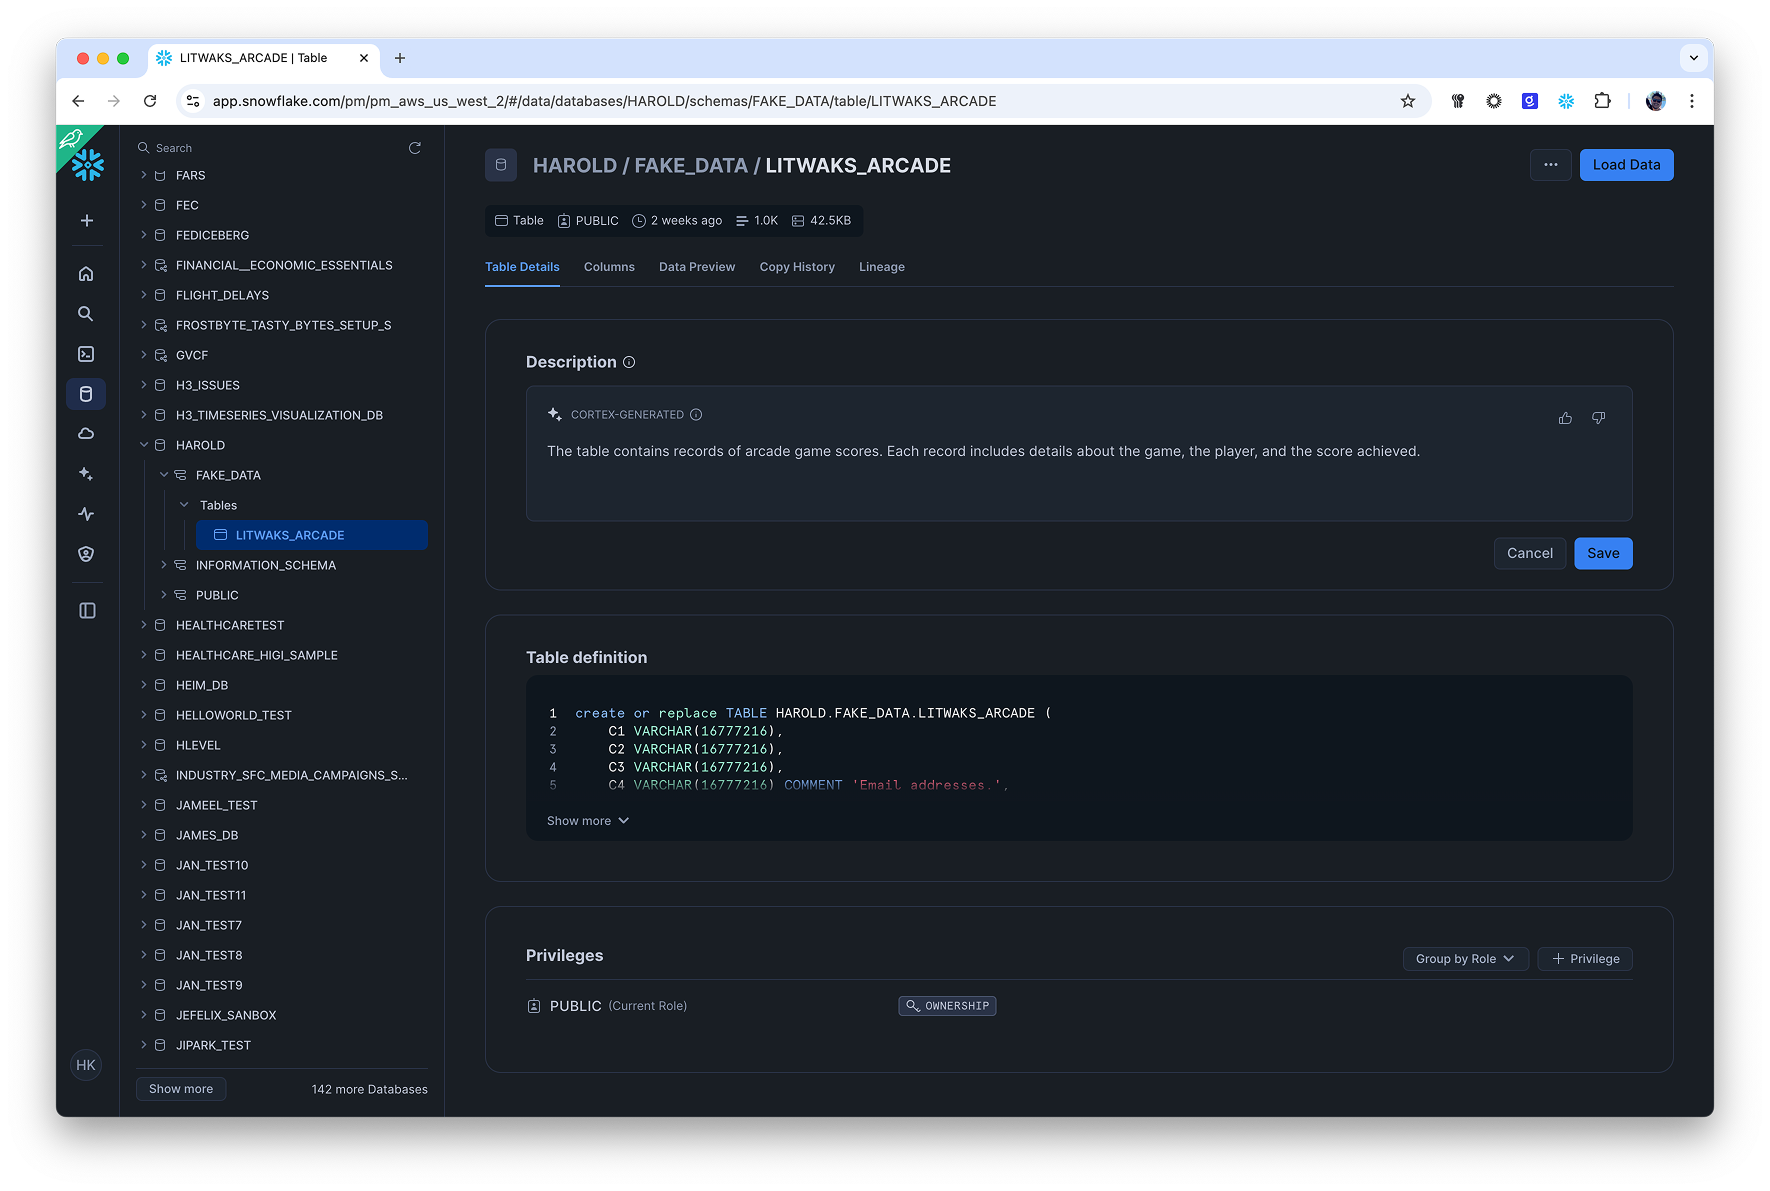 LITWAKS_ARCADE | Table
app.snowflake.com/pm/pm_aws_us_west_2/#/data/databases/HAROLD/schemas/FAKE_DATA/table/LITWAKS_ARCADE
Search
FARS
FEC
FEDICEBERG
FINANCIAL__ECONOMIC_ESSENTIALS
FLIGHT_DELAYS
FROSTBYTE_TASTY_BYTES_SETUP_S
GVCF
H3_ISSUES
H3_TIMESERIES_VISUALIZATION_DB
HAROLD
FAKE_DATA
Tables
LITWAKS_ARCADE
INFORMATION_SCHEMA
PUBLIC
HEALTHCARETEST
HEALTHCARE_HIGI_SAMPLE
HEIM_DB
HELLOWORLD_TEST
HLEVEL
INDUSTRY_SFC_MEDIA_CAMPAIGNS_S...
JAMEEL_TEST
JAMES_DB
JAN_TEST10
JAN_TEST11
JAN_TEST7
JAN_TEST8
JAN_TEST9
JEFELIX_SANBOX
JIPARK_TEST
Show more 142 more Databases
HK
HAROLD / FAKE_DATA / LITWAKS_ARCADE
Load Data
Table PUBLIC 2 weeks ago 1.0K 42.5KB
Table Details Columns Data Preview Copy History Lineage
Description
CORTEX-GENERATED
The table contains records of arcade game scores. Each record includes details about the game, the player, and the score achieved.
Cancel Save
Table definition
1 create or replace TABLE HAROLD.FAKE_DATA.LITWAKS_ARCADE (
2 C1 VARCHAR(16777216),
3 C2 VARCHAR(16777216),
4 C3 VARCHAR(16777216),
5 C4 VARCHAR(16777216) COMMENT 'Email addresses.',
Show more
Privileges
Group by Role + Privilege
PUBLIC (Current Role) OWNERSHIP